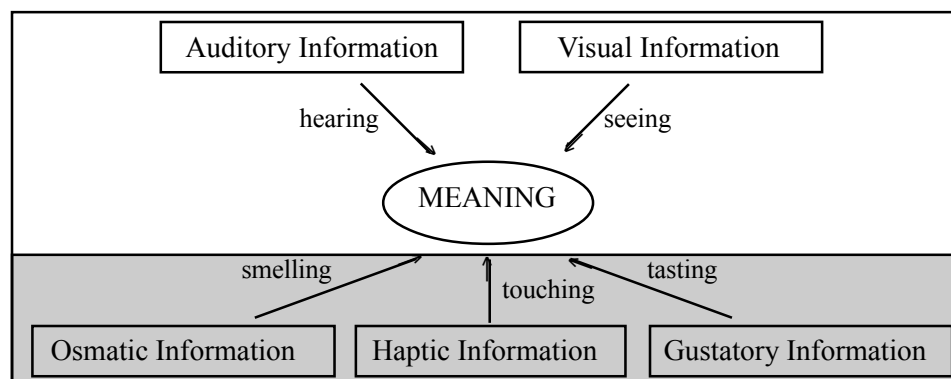 Auditory Information
Visual Information
hearing
seeing
MEANING
smelling
touching
tasting
Osmatic Information
Haptic Information
Gustatory Information